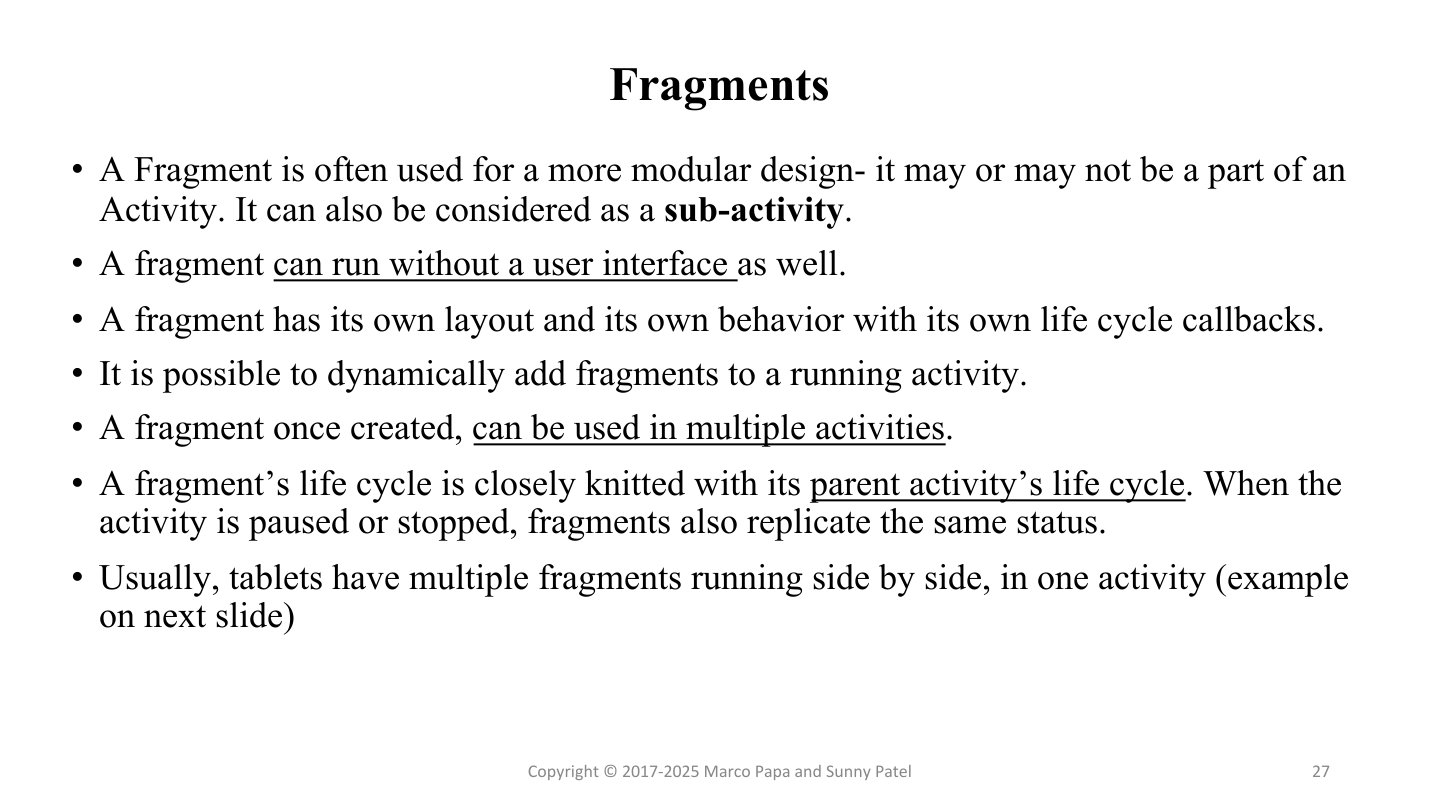 Fragments
• A Fragment is often used for a more modular design- it may or may not be a part of an
Activity. It can also be considered as a sub-activity.
• A fragment can run without a user interface as well.
• A fragment has its own layout and its own behavior with its own life cycle callbacks.
• It is possible to dynamically add fragments to a running activity.
• A fragment once created, can be used in multiple activities.
• A fragment’s life cycle is closely knitted with its parent activity’s life cycle. When the
activity is paused or stopped, fragments also replicate the same status.
• Usually, tablets have multiple fragments running side by side, in one activity (example
on next slide)
Copyright © 2017-2025 Marco Papa and Sunny Patel
27